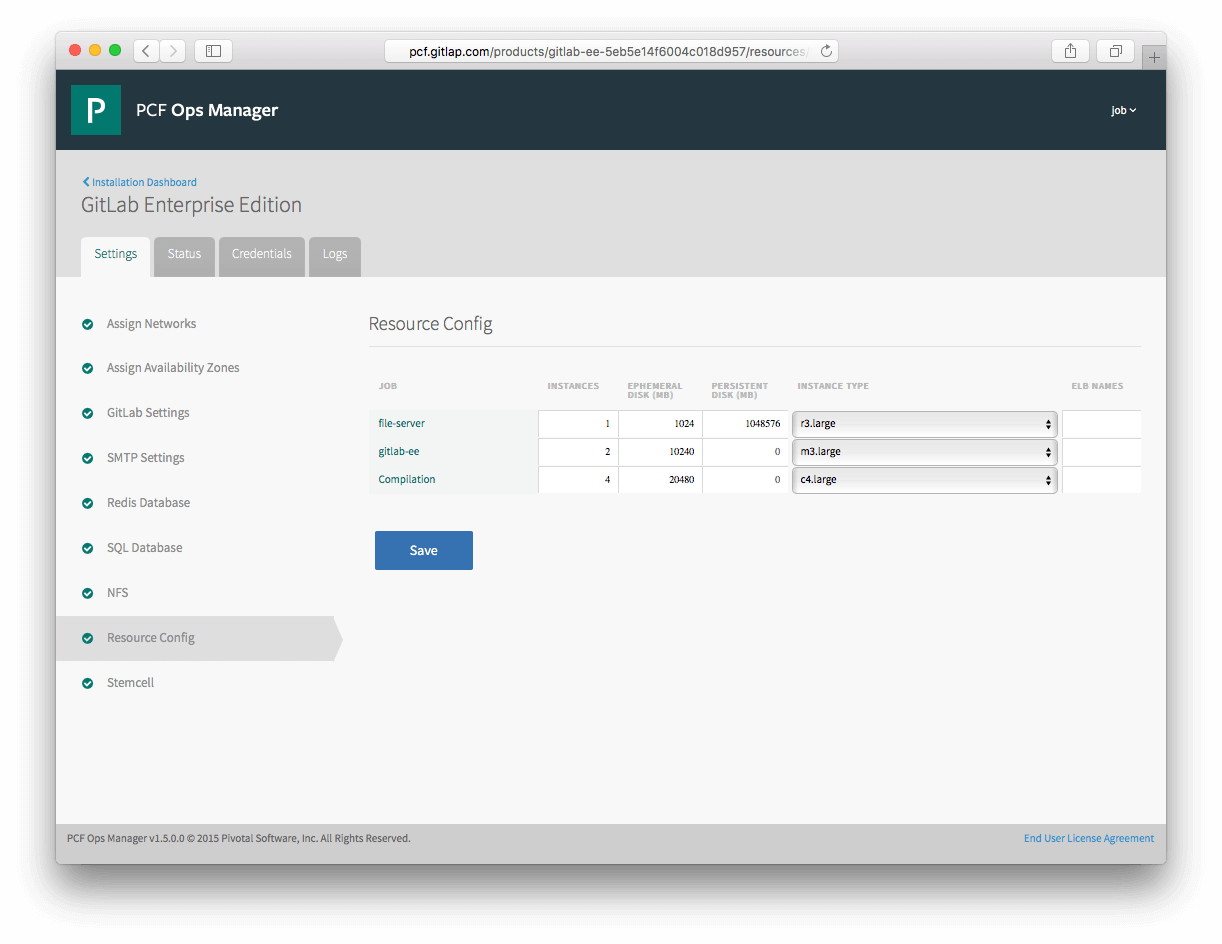 pcf.gitlap.com/products/gitlab-ee-5eb5e14f6004c018d957/resources/
P
PCF Ops Manager
job
Installation Dashboard
GitLab Enterprise Edition
Settings
Status
Credentials
Logs
Assign Networks
Assign Availability Zones
GitLab Settings
SMTP Settings
Redis Database
SQL Database
NFS
Resource Config
Stemcell
Resource Config
JOB INSTANCES EPHEMERAL DISK (MB) PERSISTENT DISK (MB) INSTANCE TYPE ELB NAMES
file-server 1 1024 1048576 r3.large
gitlab-ee 2 10240 0 m3.large
Compilation 4 20480 0 c4.large
Save
PCF Ops Manager v1.5.0.0 © 2015 Pivotal Software, Inc. All Rights Reserved.
End User License Agreement